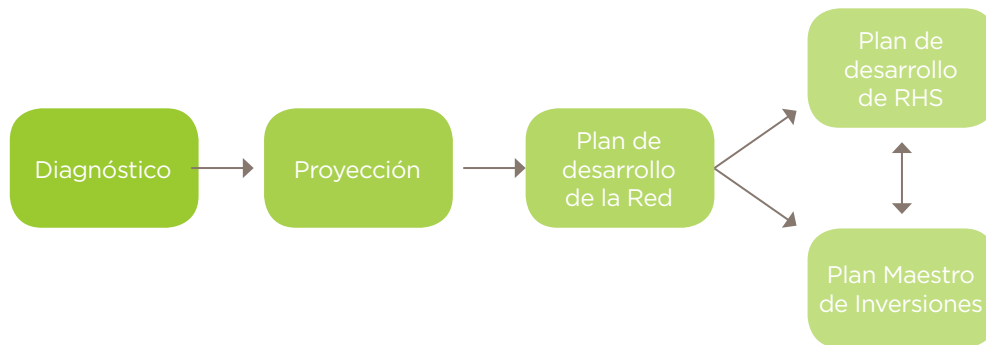 Diagnóstico
Proyección
Plan de
desarrollo
de la Red
Plan de
desarrollo
de RHS
Plan Maestro
de Inversiones